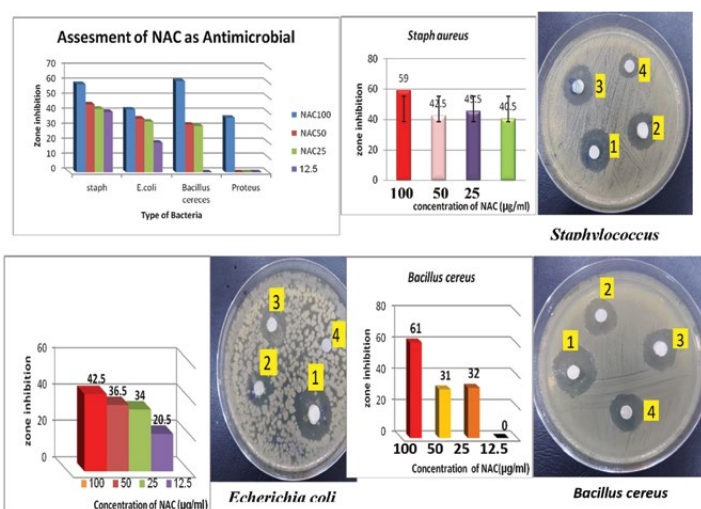 Assesment of NAC as Antimicrobial
Zone inhibition
70
60
50
40
30
20
10
0
staph E.coli Bacillus cereces Proteus
Type of Bacteria
NAC100
NAC50
NAC25
12.5
Staph aureus
zone inhibition
80
60
40
20
0
59
42.5
40.5
100 50 25
concentration of NAC (µg/ml)
3
4
1
2
Staphylococcus
zone inhibition
60
40
20
0
42.5
36.5
34
20.5
100 50 25 12.5
Concentration of NAC (µg/ml)
3
4
2
1
Echerichia coli
Bacillus cereus
zone inhibition
80
60
40
20
0
61
31
32
0
100 50 25 12.5
Concentration of NAC(µg/ml)
2
1
3
4
Bacillus cereus